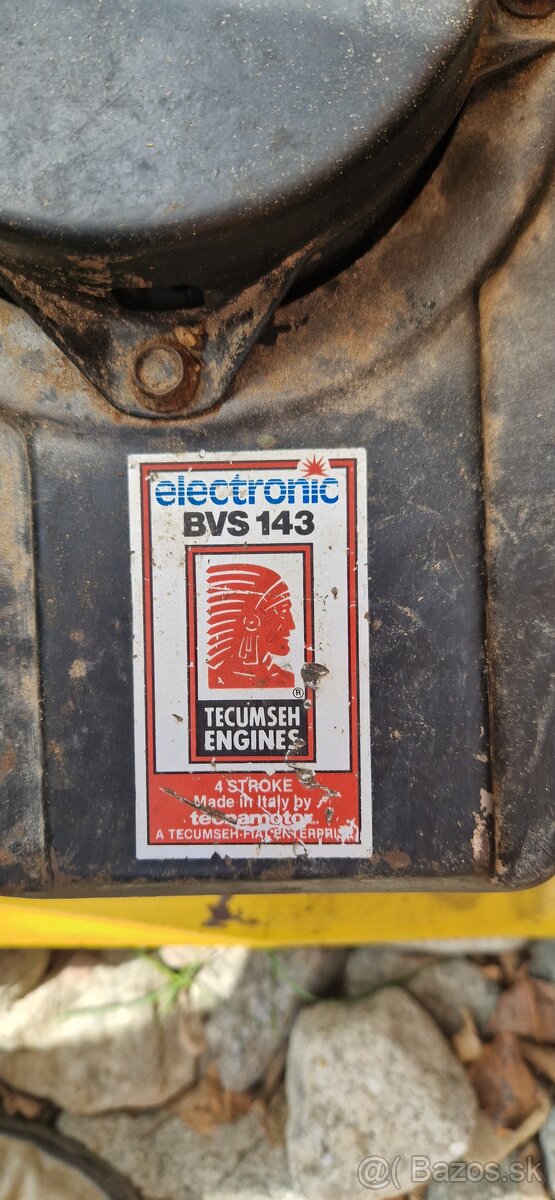 electronic
BVS 143
®
TECUMSEH
ENGINES
4 STROKE
Made in Italy by
tecnamotor
A TECUMSEH-FIAT ENTERPRISE
@( Bazos.sk